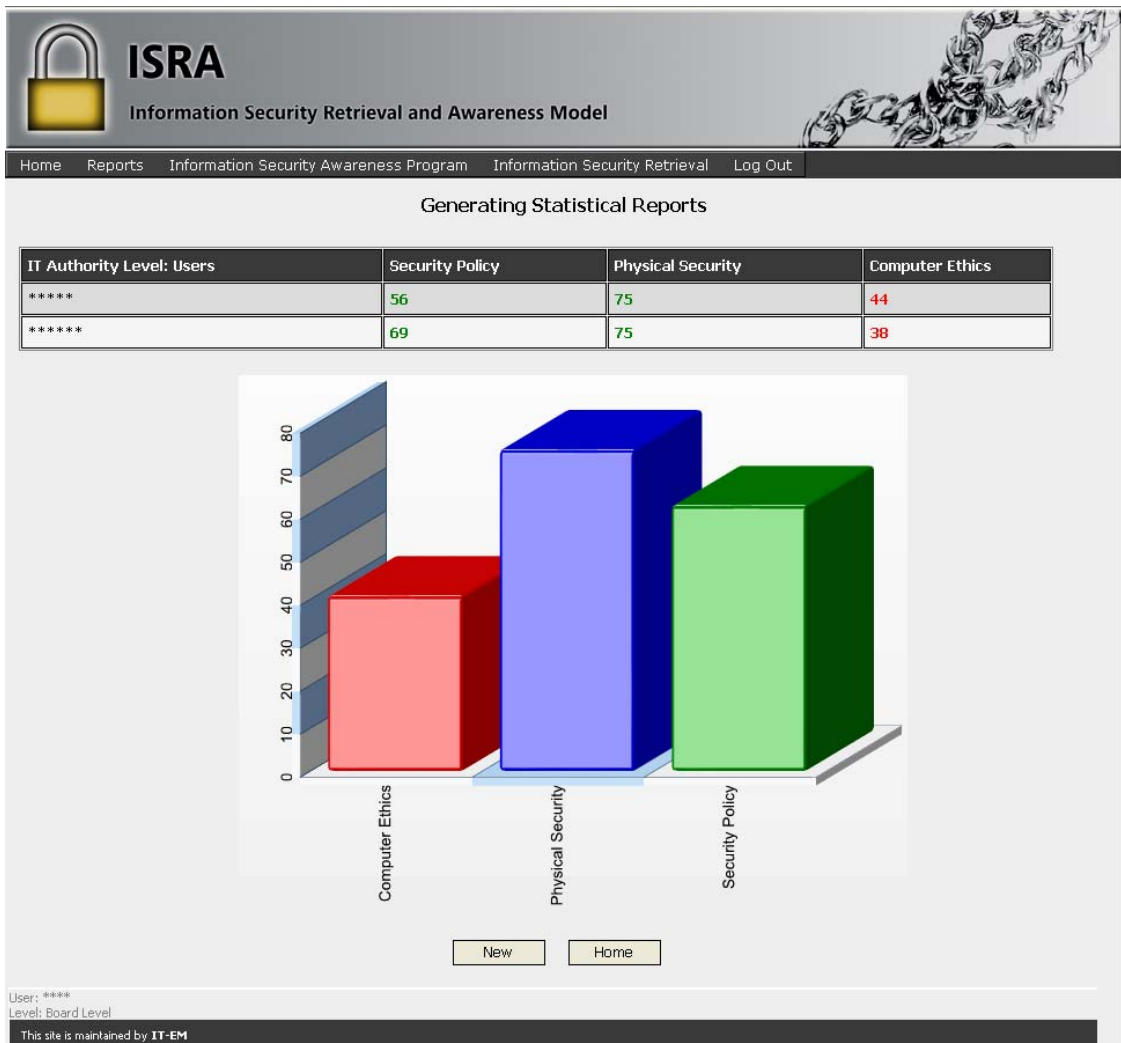 ISRA
Information Security Retrieval and Awareness Model
Home Reports Information Security Awareness Program Information Security Retrieval Log Out
Generating Statistical Reports
IT Authority Level: Users Security Policy Physical Security Computer Ethics
***** 56 75 44
****** 69 75 38
80
70
60
50
40
30
20
10
0
Computer Ethics
Physical Security
Security Policy
New Home
User: ****
Level: Board Level
This site is maintained by IT-EM